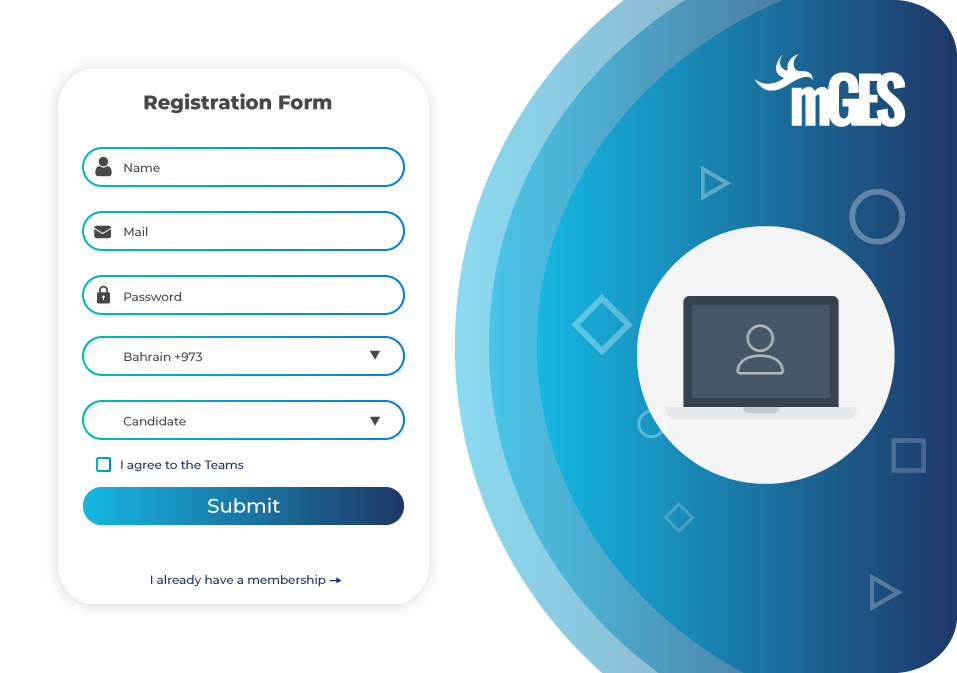 Registration Form
Name
Mail
Password
Bahrain +973
Candidate
I agree to the Teams
Submit
I already have a membership
mGES